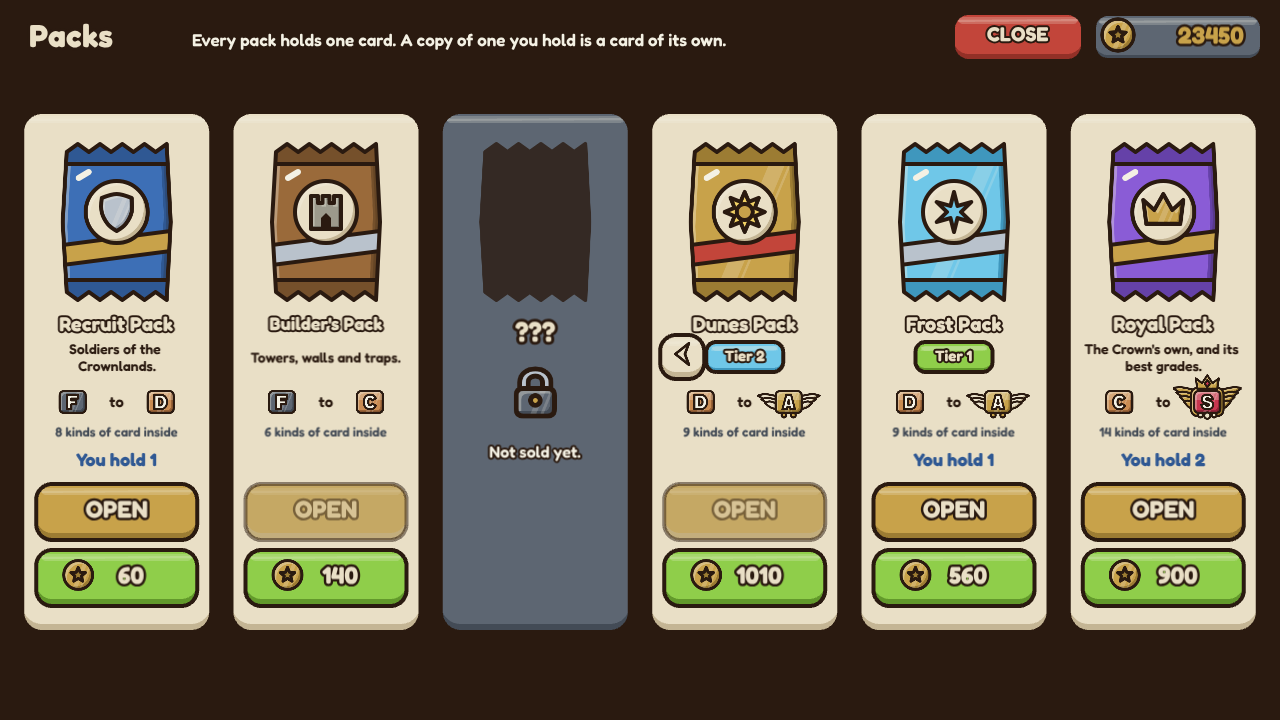 Packs
Every pack holds one card. A copy of one you hold is a card of its own.
CLOSE
23450
Recruit Pack
Soldiers of the
Crownlands.
F to D
8 kinds of card inside
You hold 1
OPEN
60
Builder's Pack
Towers, walls and traps.
F to C
6 kinds of card inside
OPEN
140
???
Not sold yet.
Dunes Pack
Tier 2
D to A
9 kinds of card inside
OPEN
1010
Frost Pack
Tier 1
D to A
9 kinds of card inside
You hold 1
OPEN
560
Royal Pack
The Crown's own, and its
best grades.
C to S
14 kinds of card inside
You hold 2
OPEN
900